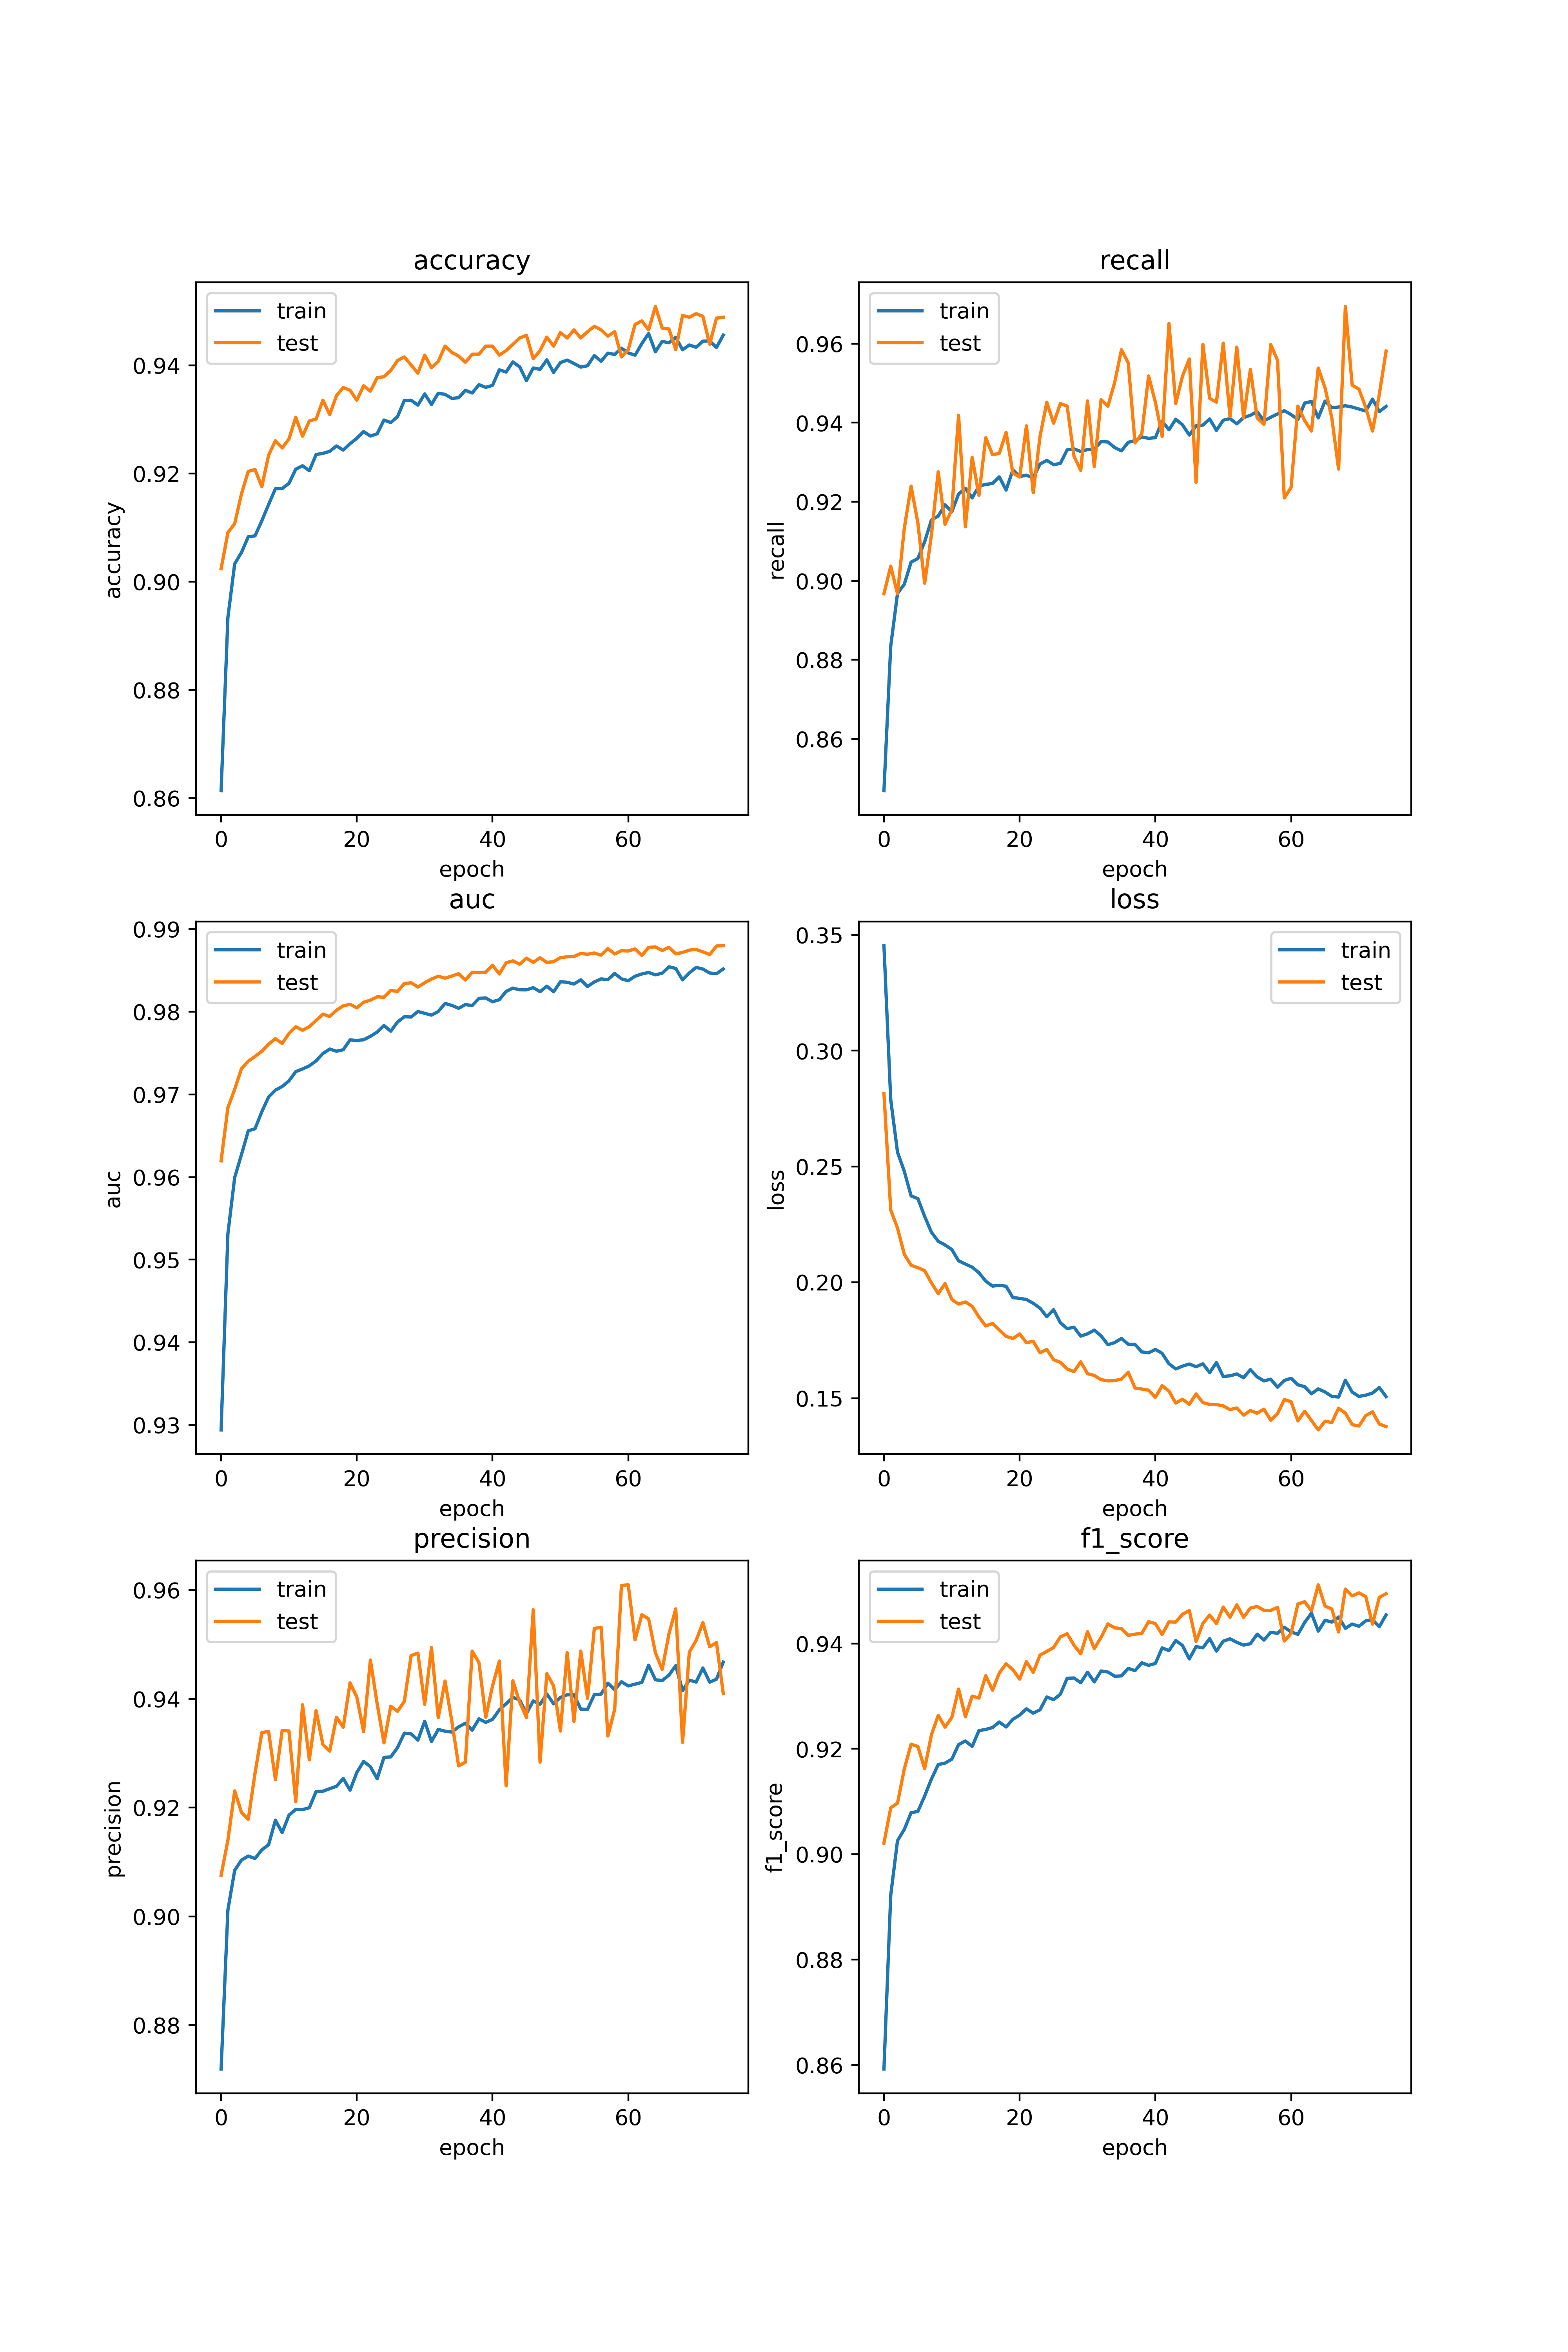 accuracy
train
test
0.94
0.92
0.90
0.88
0.86
accuracy
0 20 40 60
epoch
recall
train
test
0.96
0.94
0.92
0.90
0.88
0.86
recall
0 20 40 60
epoch
auc
train
test
0.99
0.98
0.97
0.96
0.95
0.94
0.93
auc
0 20 40 60
epoch
loss
train
test
0.35
0.30
0.25
0.20
0.15
loss
0 20 40 60
epoch
precision
train
test
0.96
0.94
0.92
0.90
0.88
precision
0 20 40 60
epoch
f1_score
train
test
0.94
0.92
0.90
0.88
0.86
f1_score
0 20 40 60
epoch